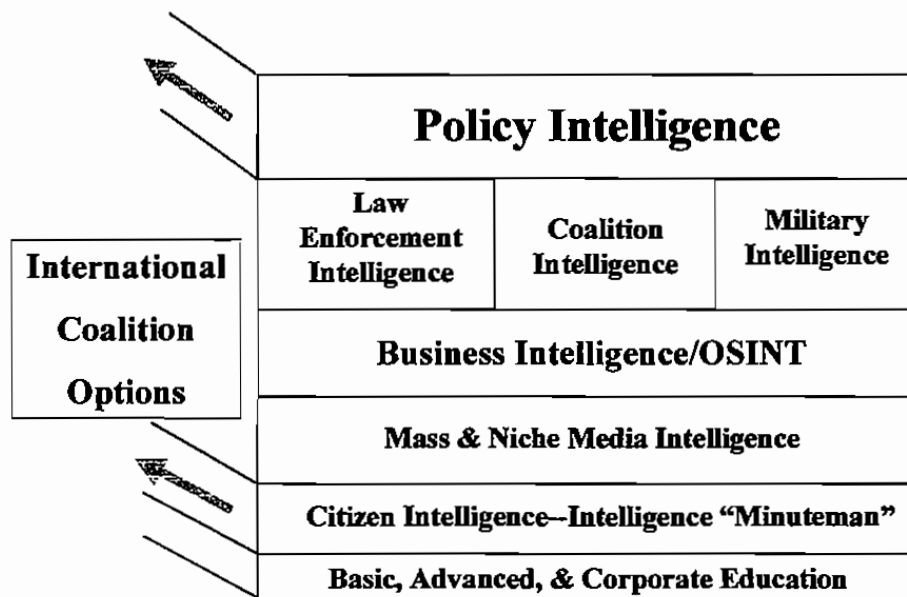 Policy Intelligence
Law
Enforcement
Intelligence
Coalition
Intelligence
Military
Intelligence
International
Coalition
Options
Business Intelligence/OSINT
Mass & Niche Media Intelligence
Citizen Intelligence--Intelligence “Minuteman”
Basic, Advanced, & Corporate Education